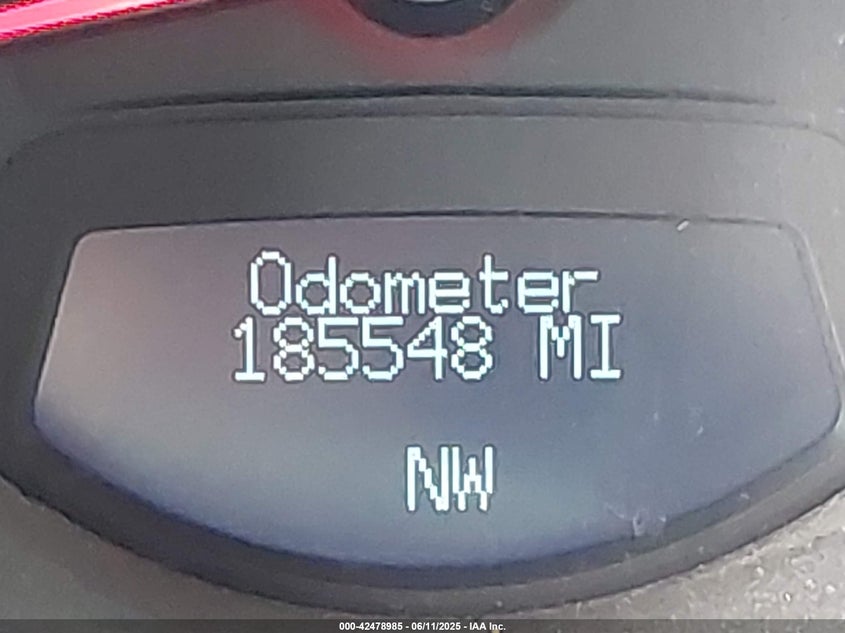 Odometer
185548 MI
NW
000-42478985 - 06/11/2025 - IAA Inc.